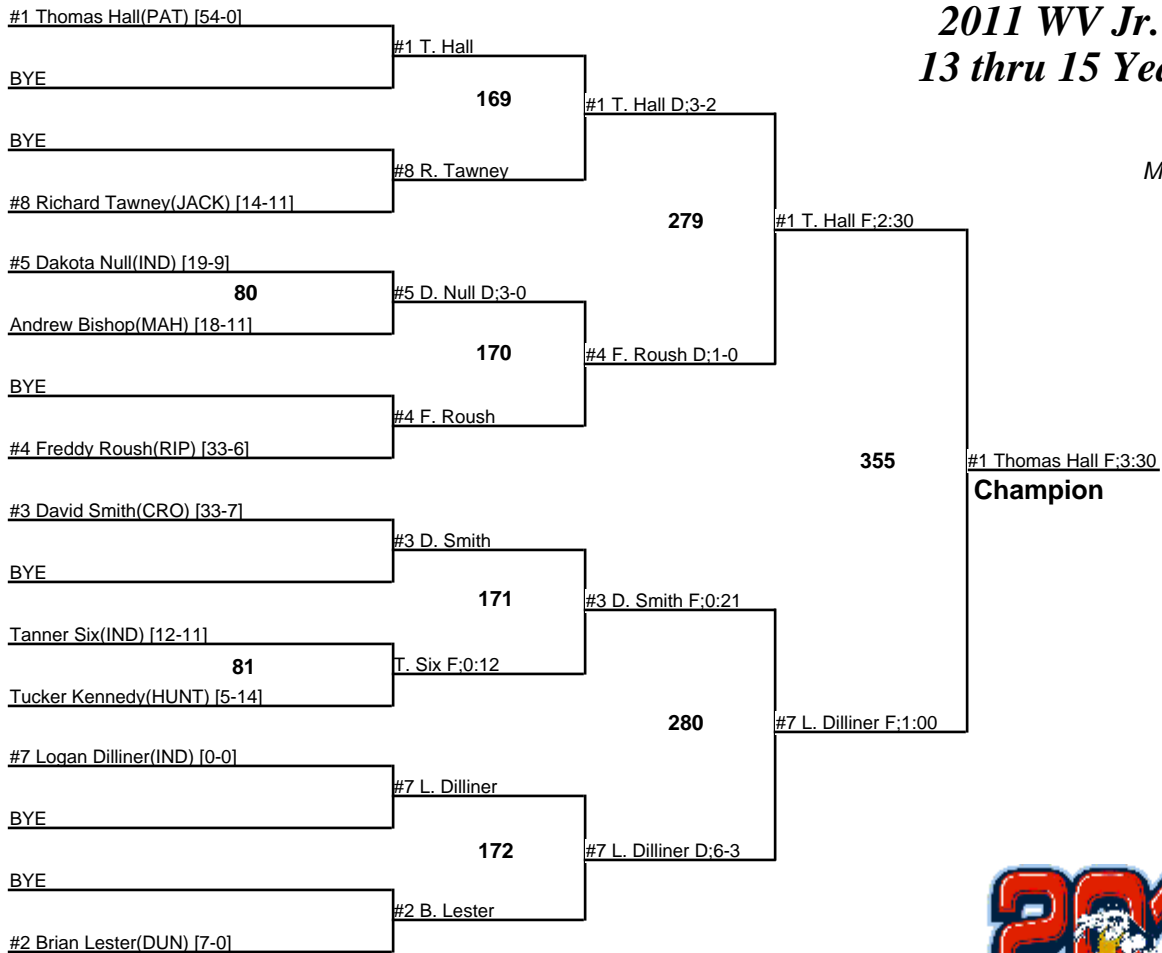 2011 WV Jr.
13 thru 15 Yea
M
#1 Thomas Hall(PAT) [54-0]
BYE
BYE
#8 Richard Tawney(JACK) [14-11]
#5 Dakota Null(IND) [19-9]
80
Andrew Bishop(MAH) [18-11]
BYE
#4 Freddy Roush(RIP) [33-6]
#3 David Smith(CRO) [33-7]
BYE
Tanner Six(IND) [12-11]
81
Tucker Kennedy(HUNT) [5-14]
#7 Logan Dilliner(IND) [0-0]
BYE
BYE
#2 Brian Lester(DUN) [7-0]
#1 T. Hall
169
#8 R. Tawney
#5 D. Null D;3-0
170
#4 F. Roush
#3 D. Smith
171
T. Six F;0:12
#7 L. Dilliner
172
#2 B. Lester
#1 T. Hall D;3-2
279
#4 F. Roush D;1-0
#3 D. Smith F;0:21
280
#7 L. Dilliner D;6-3
#1 T. Hall F;2:30
355
#7 L. Dilliner F;1:00
#1 Thomas Hall F;3:30
Champion